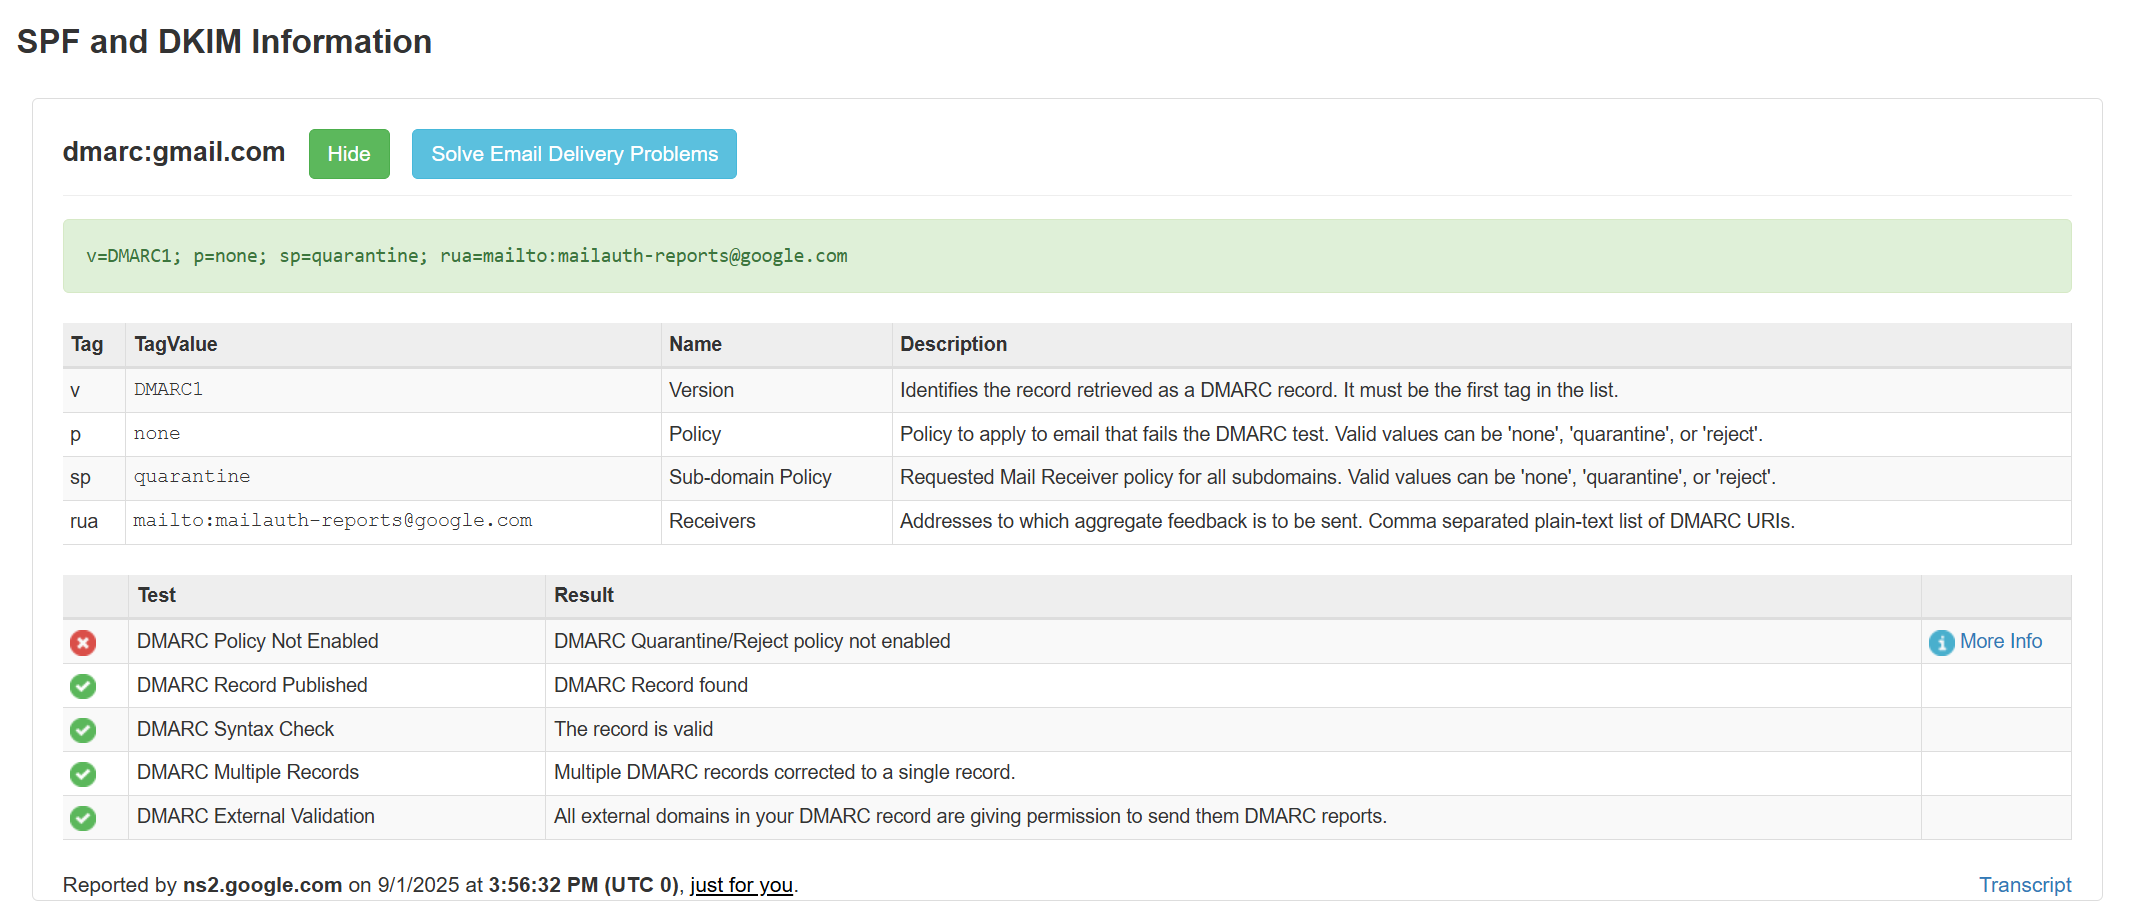 SPF and DKIM Information
dmarc:gmail.com Hide Solve Email Delivery Problems
v=DMARC1; p=none; sp=quarantine; rua=mailto:mailauth-reports@google.com
Tag TagValue Name Description
v DMARC1 Version Identifies the record retrieved as a DMARC record. It must be the first tag in the list.
p none Policy Policy to apply to email that fails the DMARC test. Valid values can be 'none', 'quarantine', or 'reject'.
sp quarantine Sub-domain Policy Requested Mail Receiver policy for all subdomains. Valid values can be 'none', 'quarantine', or 'reject'.
rua mailto:mailauth-reports@google.com Receivers Addresses to which aggregate feedback is to be sent. Comma separated plain-text list of DMARC URIs.
Test Result
DMARC Policy Not Enabled DMARC Quarantine/Reject policy not enabled More Info
DMARC Record Published DMARC Record found
DMARC Syntax Check The record is valid
DMARC Multiple Records Multiple DMARC records corrected to a single record.
DMARC External Validation All external domains in your DMARC record are giving permission to send them DMARC reports.
Reported by ns2.google.com on 9/1/2025 at 3:56:32 PM (UTC 0), just for you. Transcript